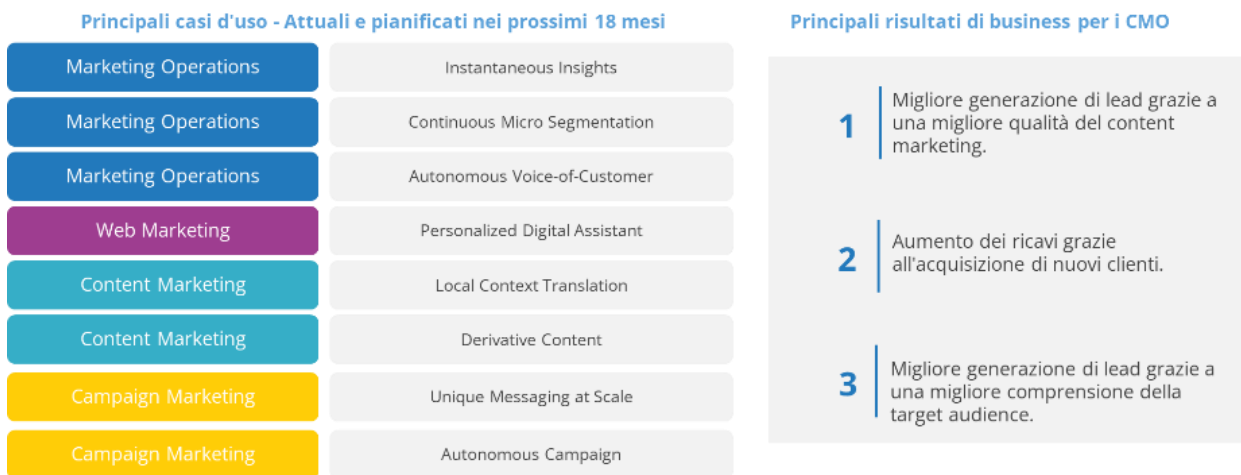 Principali casi d'uso - Attuali e pianificati nei prossimi 18 mesi
Marketing Operations
Instantaneous Insights
Marketing Operations
Continuous Micro Segmentation
Marketing Operations
Autonomous Voice-of-Customer
Web Marketing
Personalized Digital Assistant
Content Marketing
Local Context Translation
Content Marketing
Derivative Content
Campaign Marketing
Unique Messaging at Scale
Campaign Marketing
Autonomous Campaign
Principali risultati di business per i CMO
1
Migliore generazione di lead grazie a
una migliore qualità del content
marketing.
2
Aumento dei ricavi grazie
all'acquisizione di nuovi clienti.
3
Migliore generazione di lead grazie a
una migliore comprensione della
target audience.